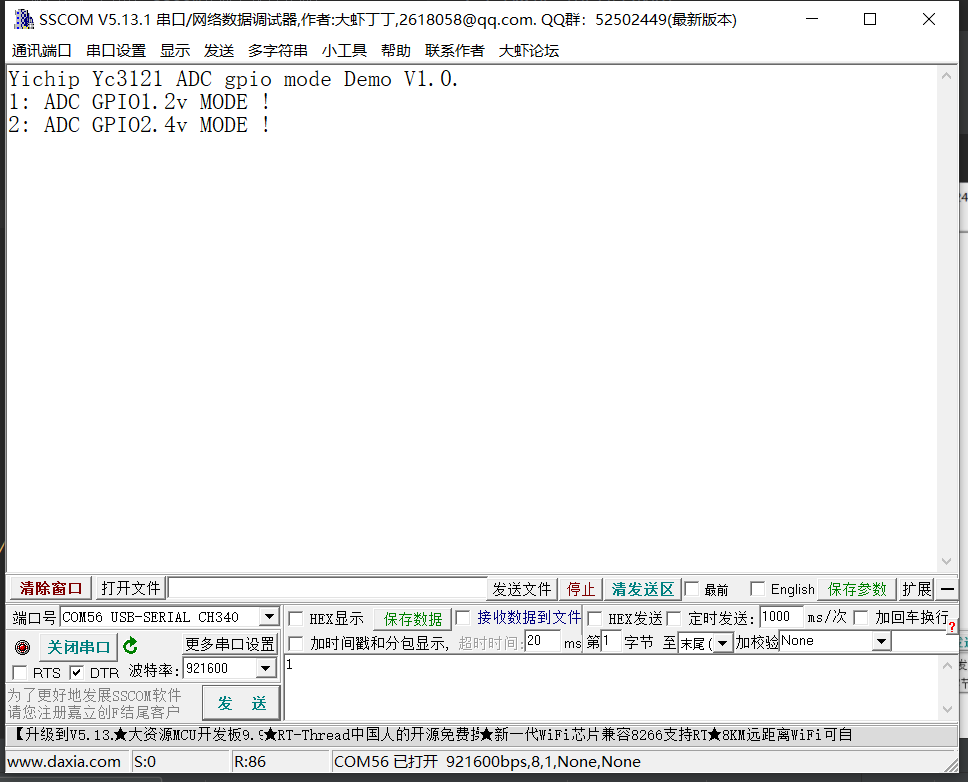 SSCOM V5.13.1 串口/网络数据调试器,作者:大虾丁丁,2618058@qq.com. QQ群: 52502449(最新版本)
通讯端口 串口设置 显示 发送 多字符串 小工具 帮助 联系作者 大虾论坛
Yichip Yc3121 ADC gpio mode Demo V1.0.
1: ADC GPIO1.2v MODE !
2: ADC GPIO2.4v MODE !
清除窗口 打开文件 发送文件 停止 清发送区 最前 English 保存参数 扩展 —
端口号 COM56 USB-SERIAL CH340 HEX显示 保存数据 接收数据到文件 HEX发送 定时发送: 1000 ms/次 加回车换行
关闭串口 更多串口设置 加时间戳和分包显示, 超时时间: 20 ms 第 1 字节 至 末尾 ( 加校验 None
RTS DTR 波特率: 921600
1
为了更好地发展SSCOM软件
请您注册嘉立创F结尾客户
发 送
【升级到V5.13.★大资源MCU开发板9.9★RT-Thread中国人的开源免费操★新一代WiFi芯片兼容8266支持RT★8KM远距离WiFi可自
www.daxia.com S:0 R:86 COM56 已打开 921600bps,8,1,None,None